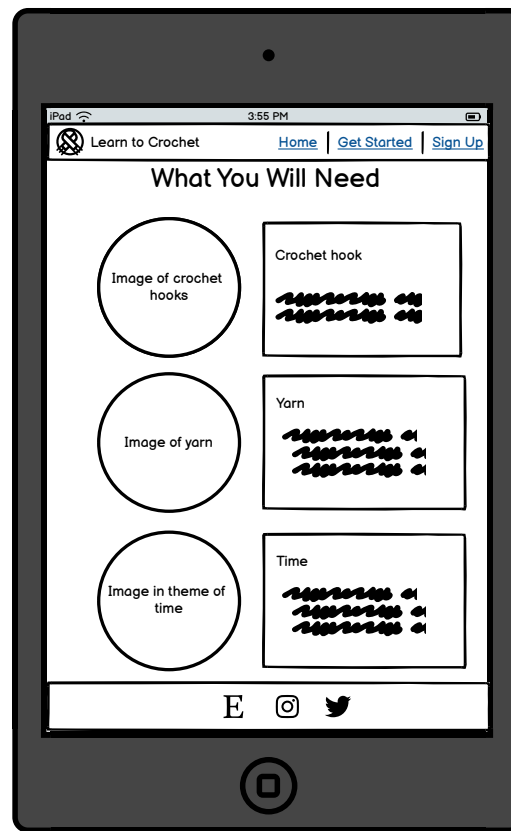 iPad 3:55 PM
Learn to Crochet Home Get Started Sign Up
What You Will Need
Image of crochet
hooks
Crochet hook
Image of yarn
Yarn
Image in theme of
time
Time
E